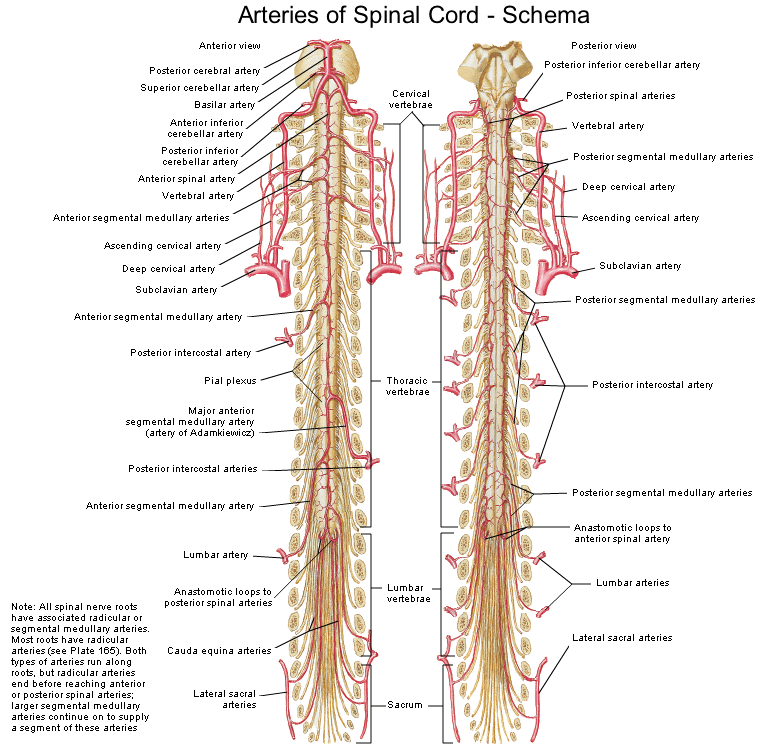 Arteries of Spinal Cord - Schema
Anterior view
Posterior cerebral artery
Superior cerebellar artery
Basilar artery
Anterior inferior
cerebellar artery
Posterior inferior
cerebellar artery
Anterior spinal artery
Vertebral artery
Anterior segmental medullary arteries
Ascending cervical artery
Deep cervical artery
Subclavian artery
Anterior segmental medullary artery
Posterior intercostal artery
Pial plexus
Major anterior
segmental medullary artery
(artery of Adamkiewicz)
Posterior intercostal arteries
Anterior segmental medullary artery
Lumbar artery
Anastomotic loops to
posterior spinal arteries
Cauda equina arteries
Lateral sacral
arteries
Note: All spinal nerve roots
have associated radicular or
segmental medullary arteries.
Most roots have radicular
arteries (see Plate 165). Both
types of arteries run along
roots, but radicular arteries
end before reaching anterior
or posterior spinal arteries;
larger segmental medullary
arteries continue on to supply
a segment of these arteries
Cervical
vertebrae
Thoracic
vertebrae
Lumbar
vertebrae
Sacrum
Posterior view
Posterior inferior cerebellar artery
Posterior spinal arteries
Vertebral artery
Posterior segmental medullary arteries
Deep cervical artery
Ascending cervical artery
Subclavian artery
Posterior segmental medullary arteries
Posterior intercostal artery
Posterior segmental medullary arteries
Anastomotic loops to
anterior spinal artery
Lumbar arteries
Lateral sacral arteries